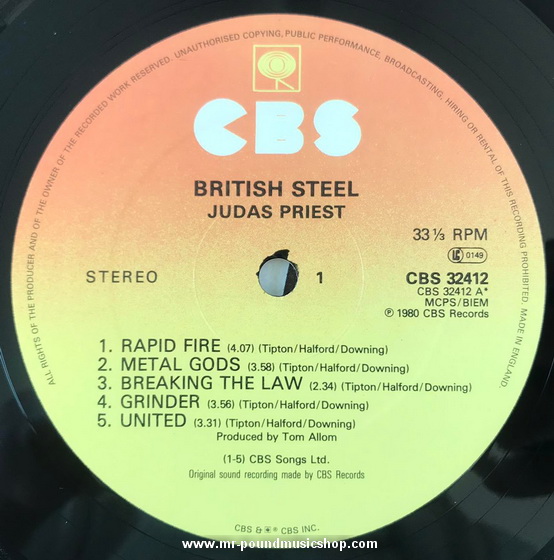 ALL RIGHTS OF THE PRODUCER AND OF THE OWNER OF THE RECORDED WORK RESERVED. UNAUTHORISED COPYING, PUBLIC PERFORMANCE, BROADCASTING, HIRING OR RENTAL OF THIS RECORDING PROHIBITED. MADE IN ENGLAND.
CBS
BRITISH STEEL
JUDAS PRIEST
33 1/3 RPM
LC 0149
STEREO
1
CBS 32412
CBS 32412 A*
MCPS/BIEM
℗ 1980 CBS Records
1. RAPID FIRE (4.07) (Tipton/Halford/Downing)
2. METAL GODS (3.58) (Tipton/Halford/Downing)
3. BREAKING THE LAW (2.34) (Tipton/Halford/Downing)
4. GRINDER (3.56) (Tipton/Halford/Downing)
5. UNITED (3.31) (Tipton/Halford/Downing)
Produced by Tom Allom
(1-5) CBS Songs Ltd.
Original sound recording made by CBS Records
CBS & ® CBS INC.
www.mr-poundmusicshop.com